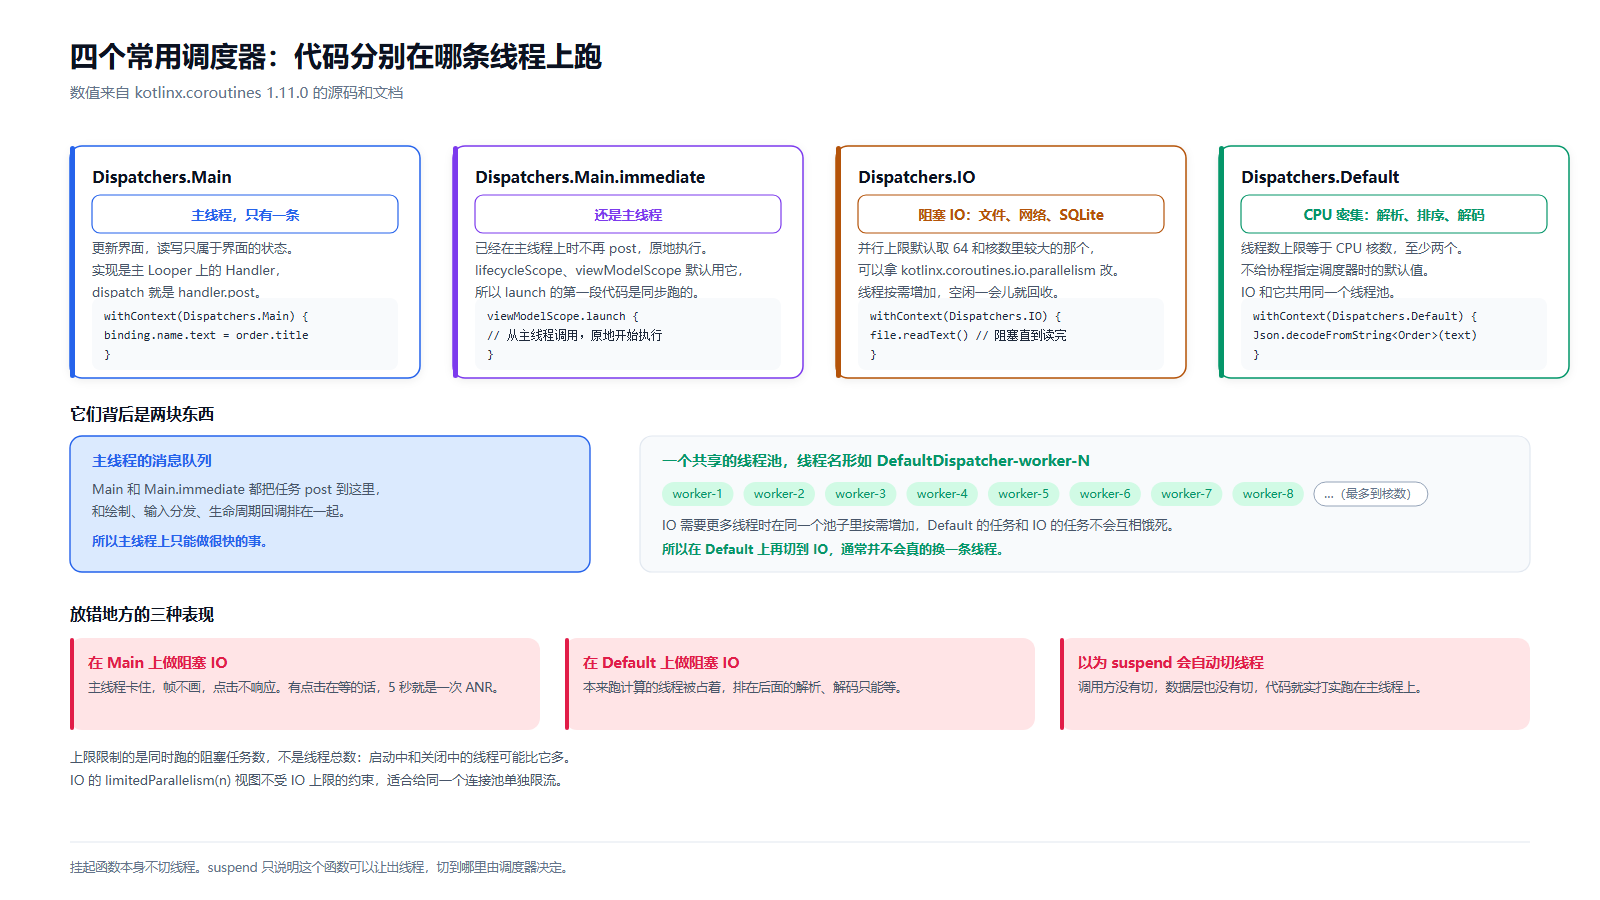 四个常用调度器：代码分别在哪条线程上跑
数值来自 kotlinx.coroutines 1.11.0 的源码和文档
Dispatchers.Main
主线程，只有一条
更新界面，读写只属于界面的状态。
实现是主 Looper 上的 Handler，
dispatch 就是 handler.post。
withContext(Dispatchers.Main) {
binding.name.text = order.title
}
Dispatchers.Main.immediate
还是主线程
已经在主线程上时不再 post，原地执行。
lifecycleScope、viewModelScope 默认用它，
所以 launch 的第一段代码是同步跑的。
viewModelScope.launch {
// 从主线程调用，原地开始执行
}
Dispatchers.IO
阻塞 IO：文件、网络、SQLite
并行上限默认取 64 和核数里较大的那个，
可以拿 kotlinx.coroutines.io.parallelism 改。
线程按需增加，空闲一会儿就回收。
withContext(Dispatchers.IO) {
file.readText() // 阻塞直到读完
}
Dispatchers.Default
CPU 密集：解析、排序、解码
线程数上限等于 CPU 核数，至少两个。
不给协程指定调度器时的默认值。
IO 和它共用同一个线程池。
withContext(Dispatchers.Default) {
Json.decodeFromString<Order>(text)
}
它们背后是两块东西
主线程的消息队列
Main 和 Main.immediate 都把任务 post 到这里，
和绘制、输入分发、生命周期回调排在一起。
所以主线程上只能做很快的事。
一个共享的线程池，线程名形如 DefaultDispatcher-worker-N
worker-1 worker-2 worker-3 worker-4 worker-5 worker-6 worker-7 worker-8 …（最多到核数）
IO 需要更多线程时在同一个池子里按需增加，Default 的任务和 IO 的任务不会互相饿死。
所以在 Default 上再切到 IO，通常并不会真的换一条线程。
放错地方的三种表现
在 Main 上做阻塞 IO
主线程卡住，帧不画，点击不响应。有点击在等的话，5 秒就是一次 ANR。
在 Default 上做阻塞 IO
本来跑计算的线程被占着，排在后面的解析、解码只能等。
以为 suspend 会自动切线程
调用方没有切，数据层也没有切，代码就实打实跑在主线程上。
上限限制的是同时跑的阻塞任务数，不是线程总数：启动中和关闭中的线程可能比它多。
IO 的 limitedParallelism(n) 视图不受 IO 上限的约束，适合给同一个连接池单独限流。
挂起函数本身不切线程。suspend 只说明这个函数可以让出线程，切到哪里由调度器决定。